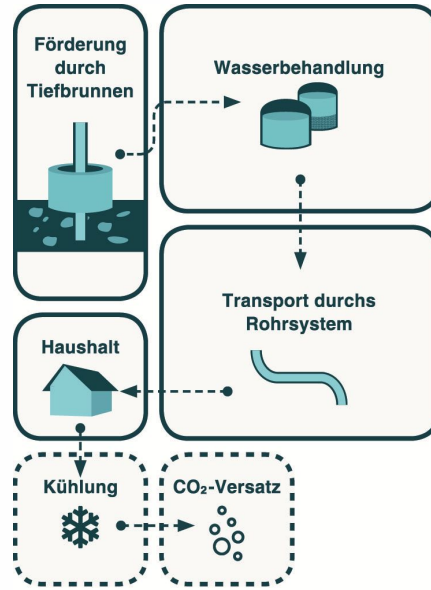 Förderung
durch
Tiefbrunnen
Wasserbehandlung
Transport durchs
Rohrsystem
Haushalt
Kühlung
CO₂-Versatz